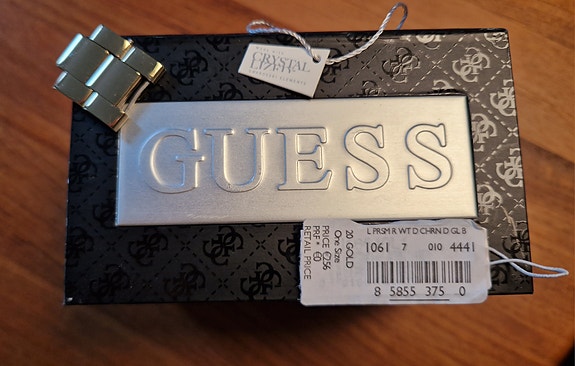 CRYSTAL
GUESS
L PRSM R WT D CHRN D GL B
1061 7 010 4441
8 5855 375 0
20 GOLD
One Size
PRICE €256
RETAIL PRICE